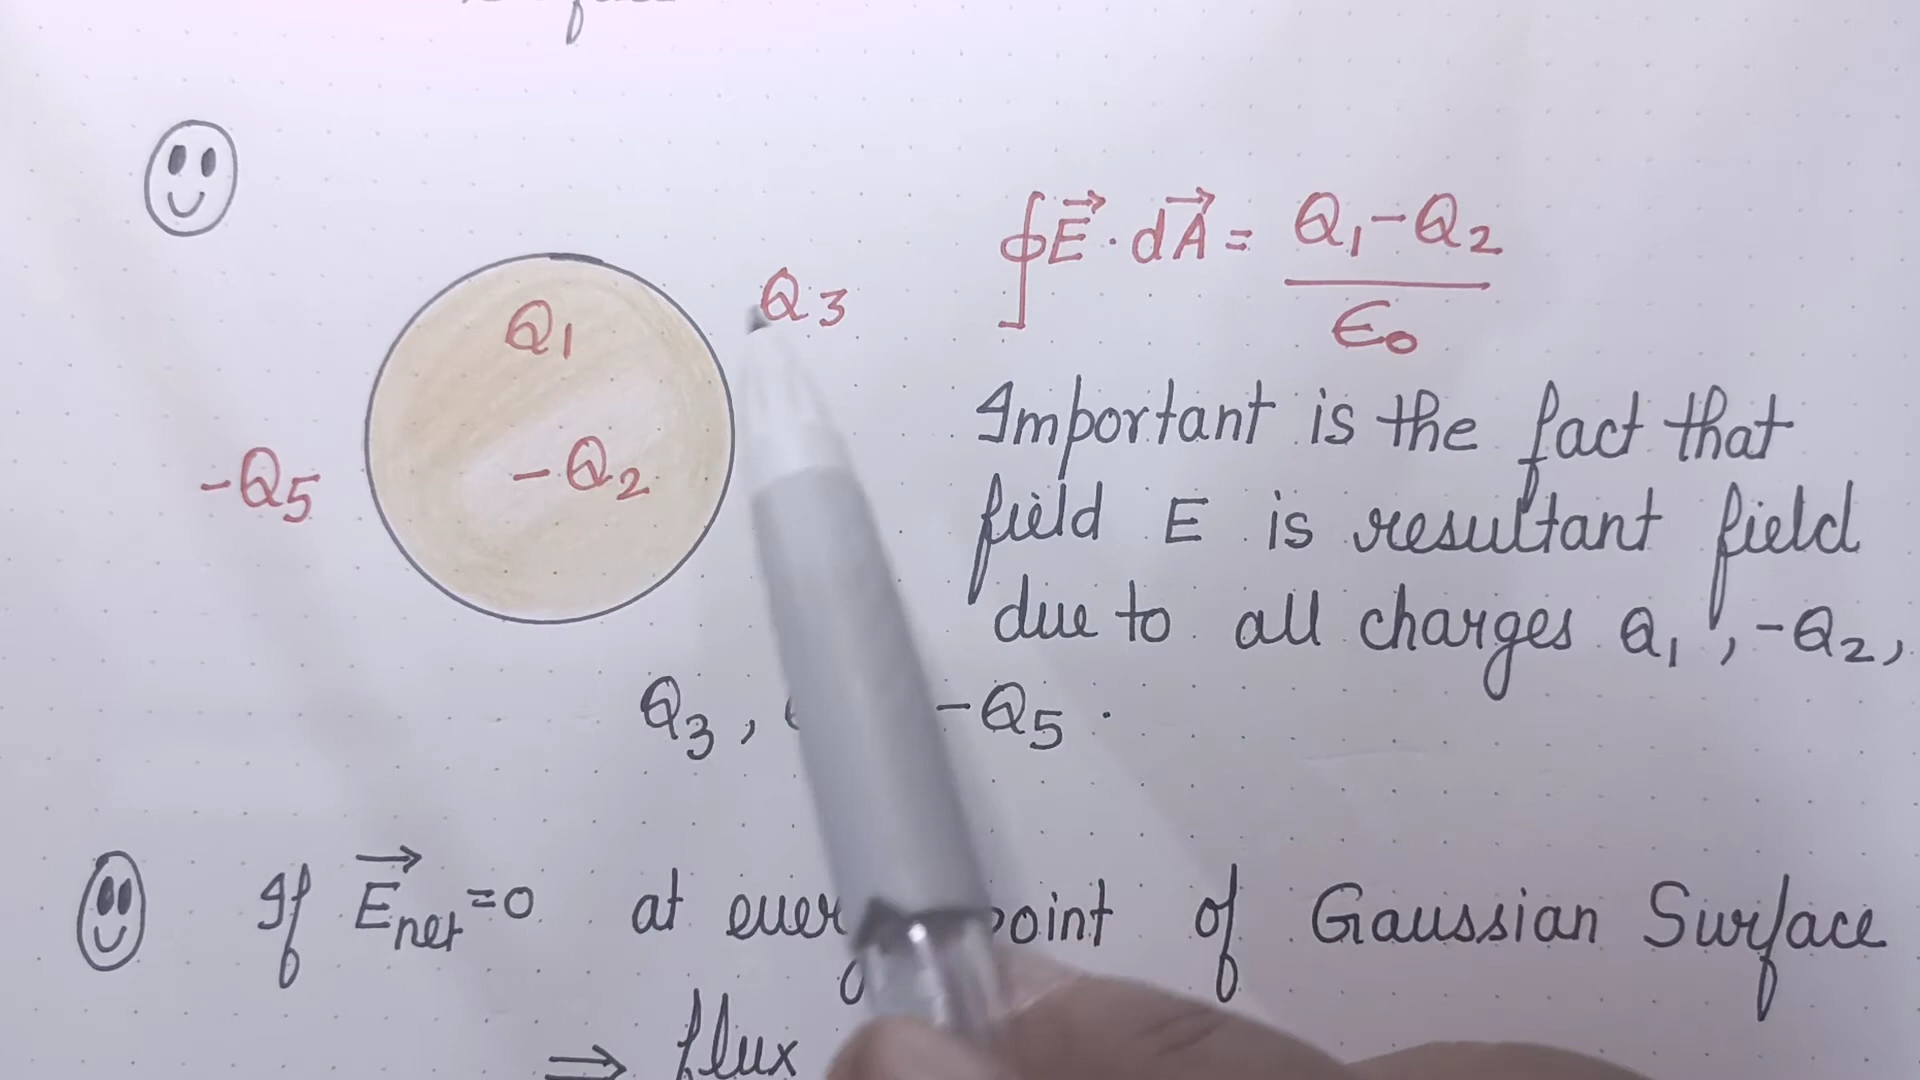 Q1
-Q2
Q3
-Q5
∮E⃗·dA⃗ = Q1-Q2 / ϵ0
Important is the fact that
field E is resultant field
due to all charges Q1, -Q2,
Q3, -Q5.
If E⃗net=0 at every point of Gaussian Surface
⇒ flux